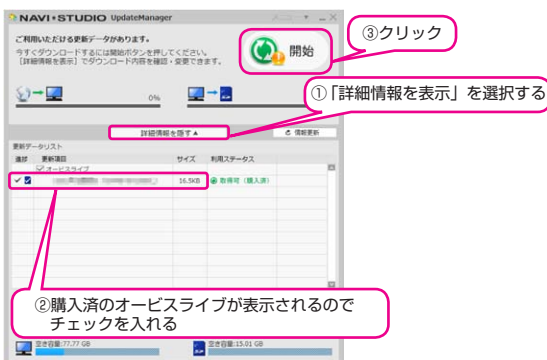 NAVI•STUDIO UpdateManager
ご利用いただける更新データがあります。
今すぐダウンロードするには開始ボタンを押してください。
［詳細情報を表示］でダウンロード内容を確認・変更できます。
開始
③クリック
0%
①「詳細情報を表示」を選択する
詳細情報を隠す▲
情報更新
更新データリスト
進捗 更新項目 サイズ 利用ステータス
オービスライブ
16.5KB 取得可（購入済）
②購入済のオービスライブが表示されるので
チェックを入れる
空き容量:77.77 GB
空き容量:15.01 GB